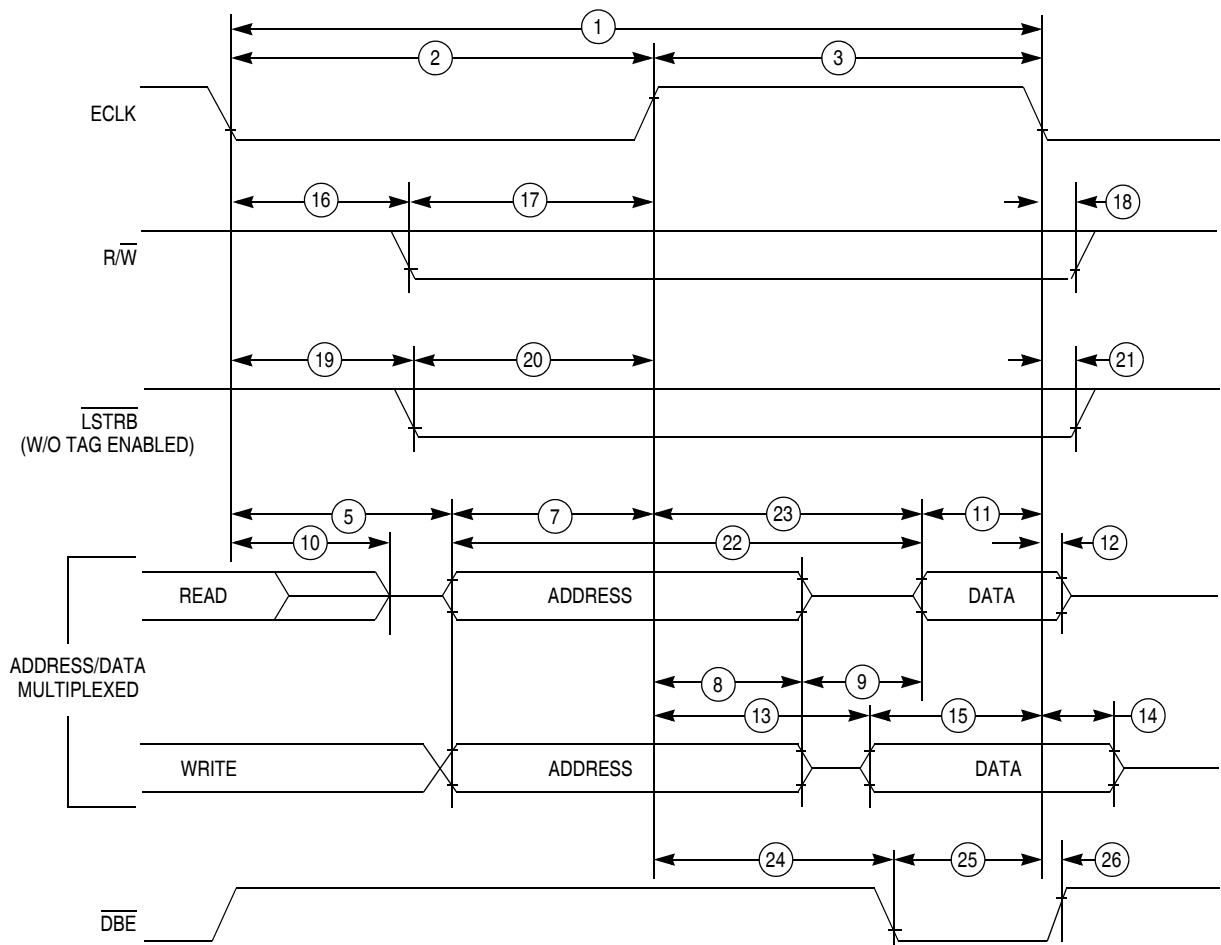 1
2
3
ECLK
16
17
18
R/W
19
20
21
LSTRB
(W/O TAG ENABLED)
5
7
23
11
10
22
12
READ
ADDRESS
DATA
ADDRESS/DATA
MULTIPLEXED
8
9
13
15
14
WRITE
ADDRESS
DATA
24
25
26
DBE